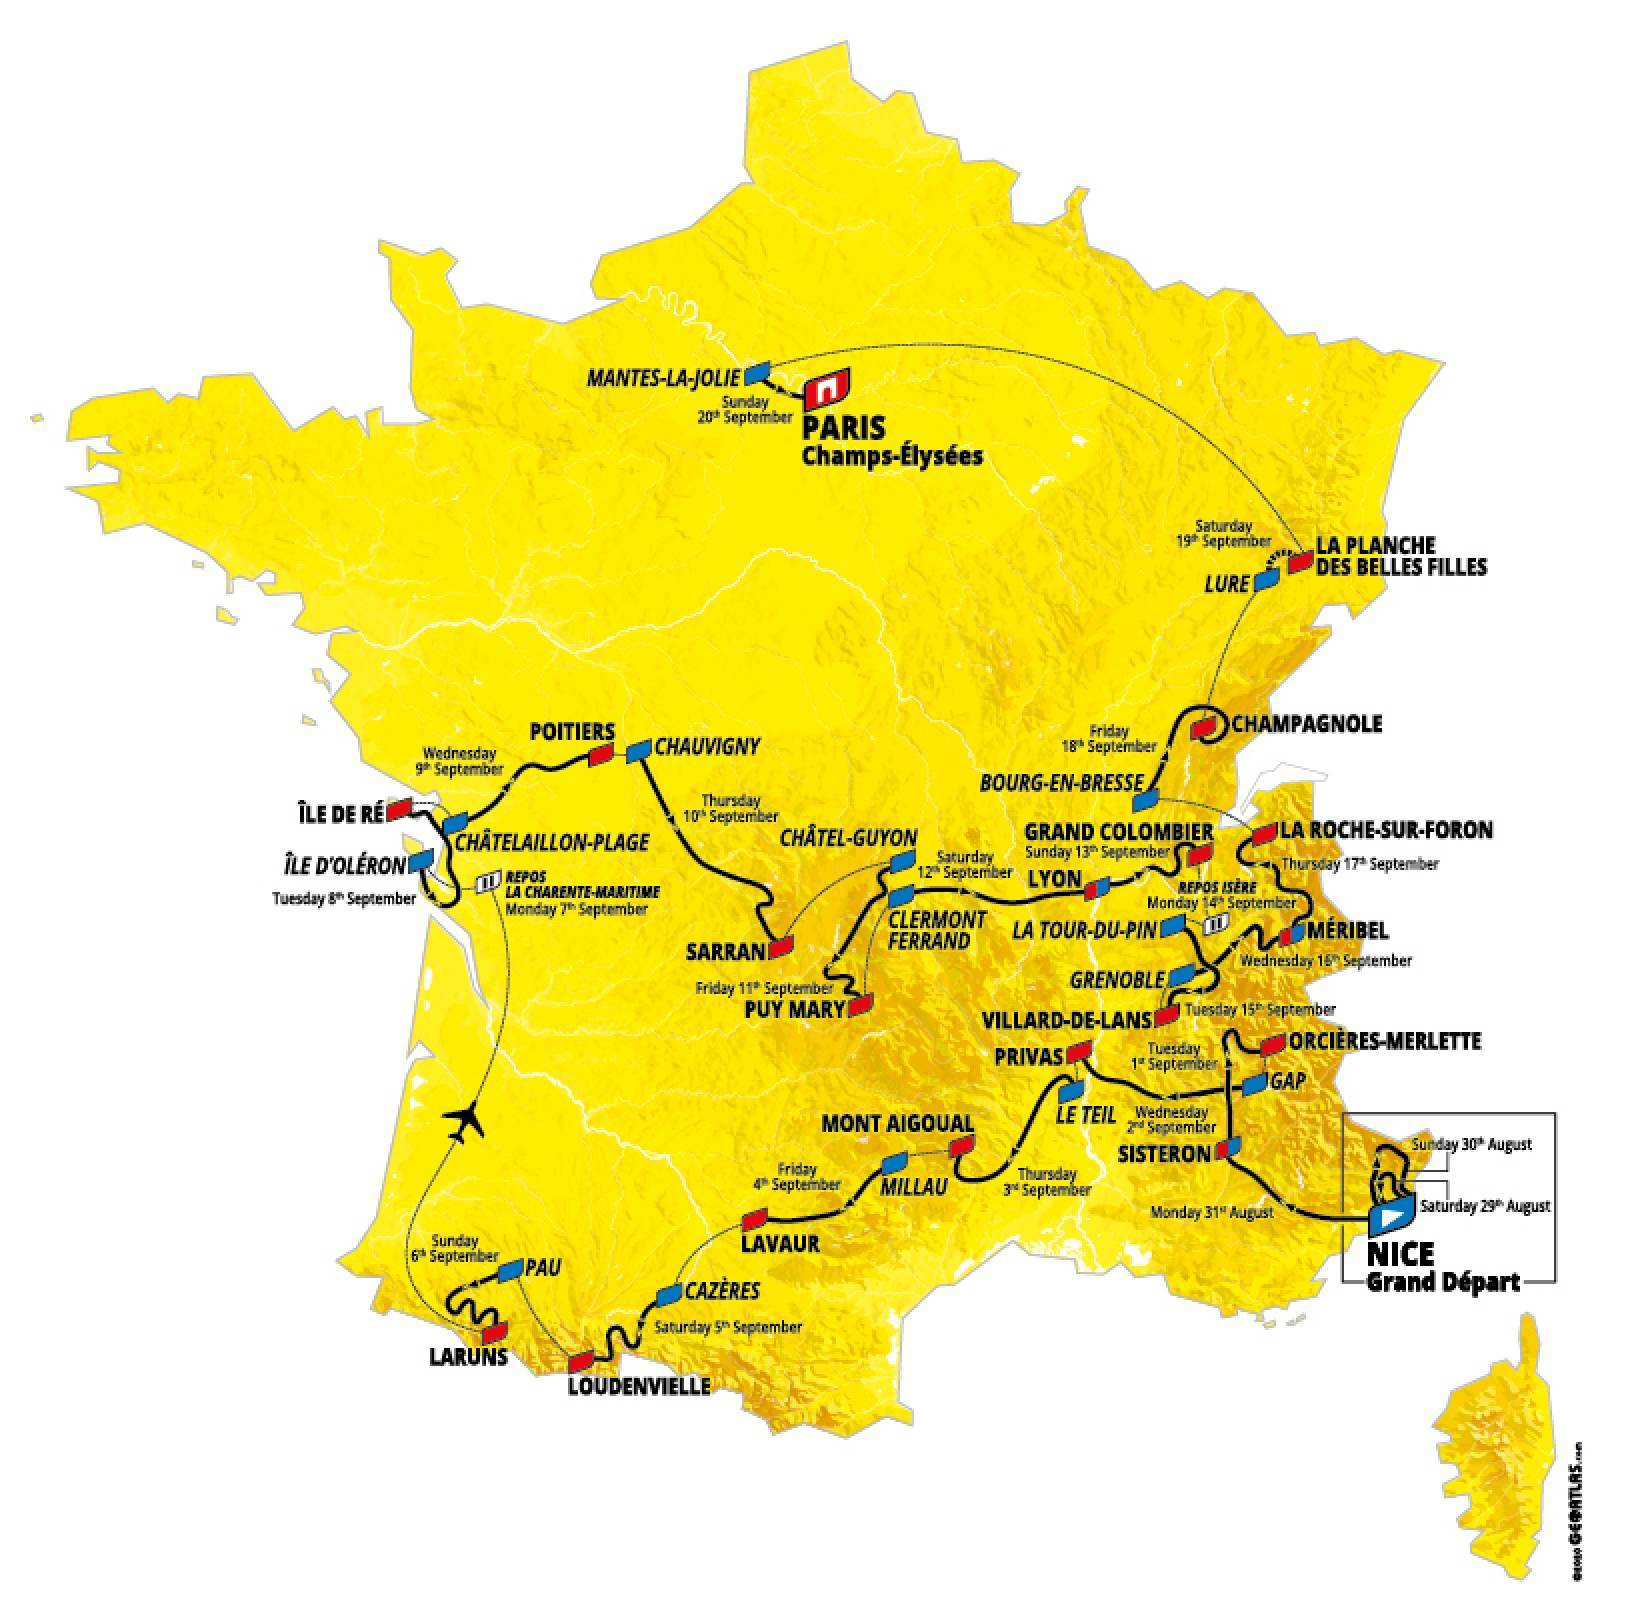 MANTES-LA-JOLIE
Sunday
20th September
PARIS
Champs-Élysées
Saturday
19th September
LA PLANCHE
DES BELLES FILLES
LURE
CHAMPAGNOLE
Friday
18th September
BOURG-EN-BRESSE
POITIERS
CHAUVIGNY
Wednesday
9th September
Thursday
10th September
ÎLE DE RÉ
CHÂTELAILLON-PLAGE
ÎLE D'OLÉRON
Tuesday 8th September
REPOS
LA CHARENTE-MARITIME
Monday 7th September
CHÂTEL-GUYON
Saturday
12th September
CLERMONT
FERRAND
SARRAN
Friday 11th September
PUY MARY
GRAND COLOMBIER
Sunday 13th September
LYON
LA ROCHE-SUR-FORON
Thursday 17th September
REPOS ISÈRE
Monday 14th September
LA TOUR-DU-PIN
MÉRIBEL
Wednesday 16th September
GRENOBLE
VILLARD-DE-LANS
Tuesday 15th September
PRIVAS
Tuesday
1st September
ORCIÈRES-MERLETTE
GAP
LE TEIL
Wednesday
2nd September
SISTERON
MONT AIGOUAL
Thursday
3rd September
MILLAU
Friday
4th September
LAVAUR
Monday 31st August
Sunday 30th August
Saturday 29th August
NICE
Grand Départ
Sunday
6th September
PAU
CAZÈRES
Saturday 5th September
LARUNS
LOUDENVIELLE
©2020 GEOATLAS.com